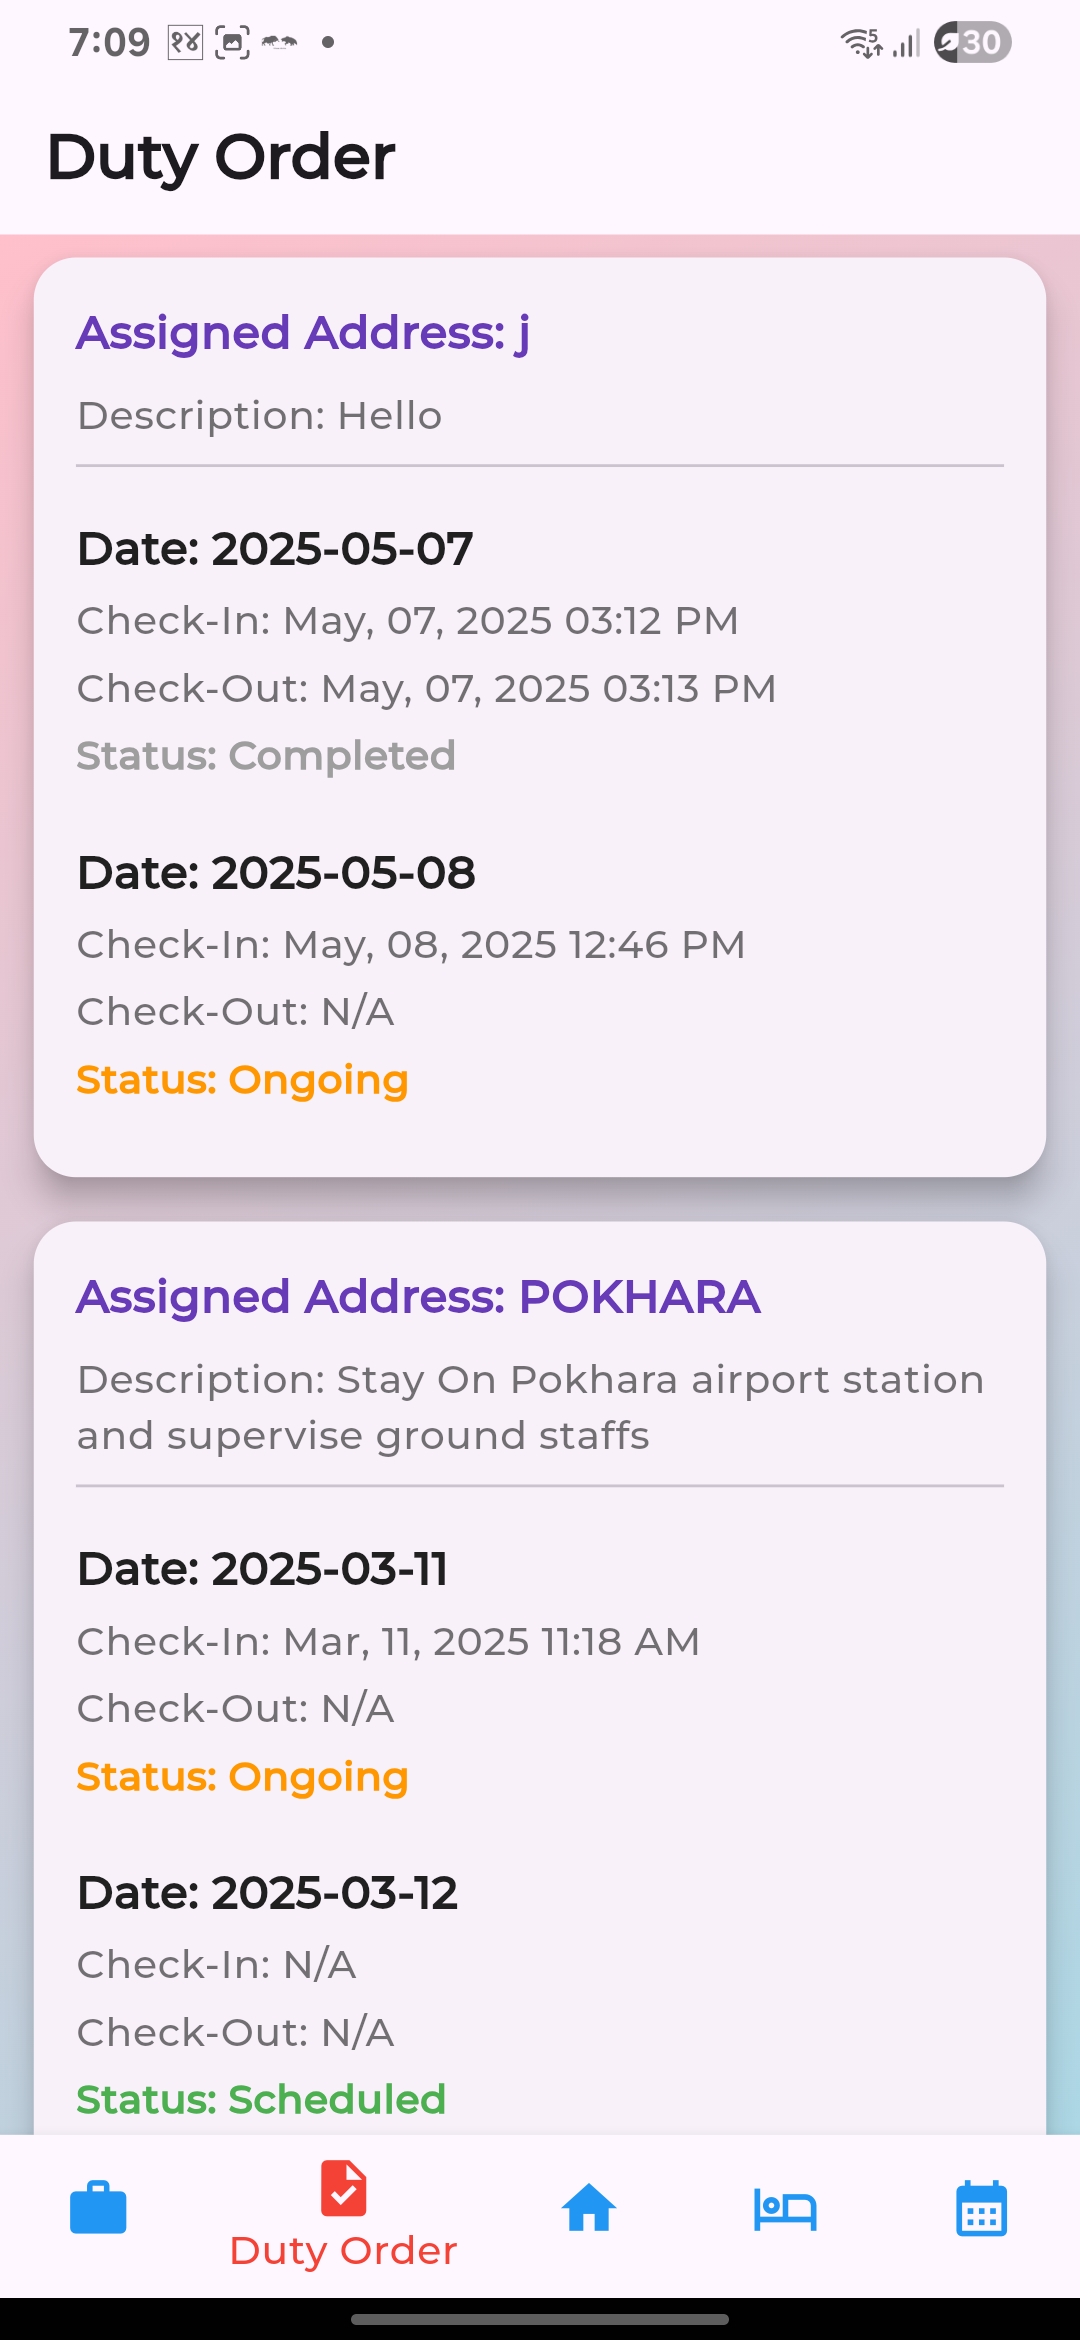 7:09 १४ 5 30
Duty Order
Assigned Address: j
Description: Hello
Date: 2025-05-07
Check-In: May, 07, 2025 03:12 PM
Check-Out: May, 07, 2025 03:13 PM
Status: Completed
Date: 2025-05-08
Check-In: May, 08, 2025 12:46 PM
Check-Out: N/A
Status: Ongoing
Assigned Address: POKHARA
Description: Stay On Pokhara airport station
and supervise ground staffs
Date: 2025-03-11
Check-In: Mar, 11, 2025 11:18 AM
Check-Out: N/A
Status: Ongoing
Date: 2025-03-12
Check-In: N/A
Check-Out: N/A
Status: Scheduled
Duty Order